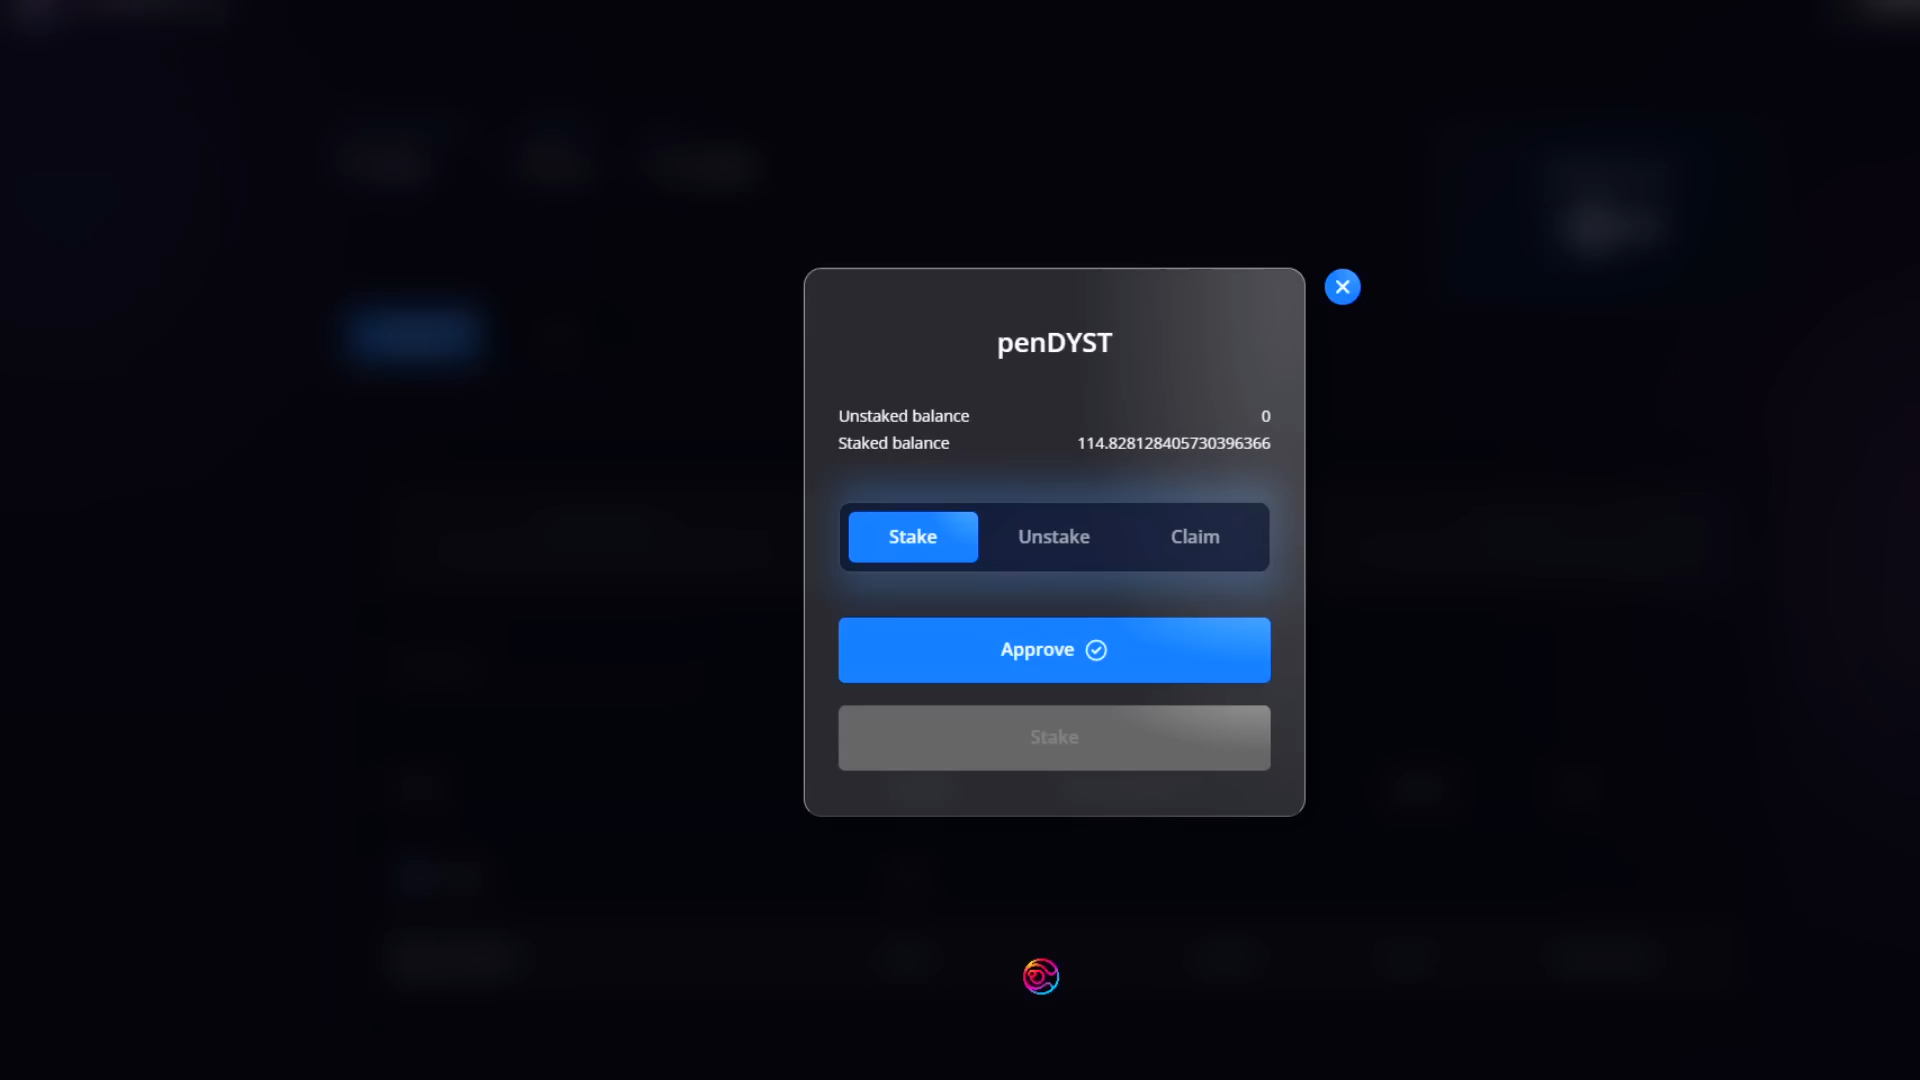 penDYST
Unstaked balance 0
Staked balance 114.828128405730396366
Stake Unstake Claim
Approve
Stake